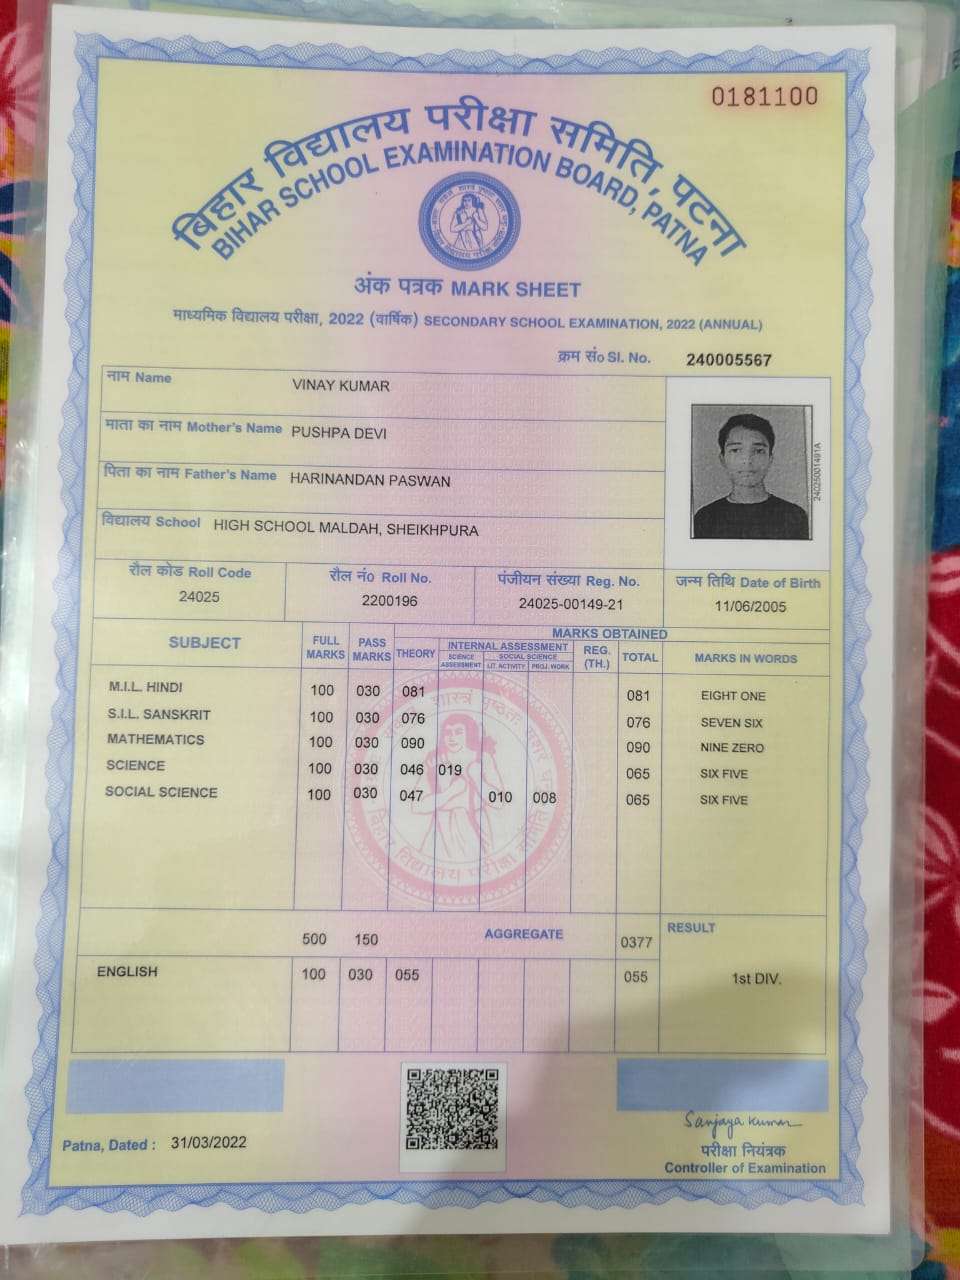 0181100
बिहार विद्यालय परीक्षा समिति, पटना
BIHAR SCHOOL EXAMINATION BOARD, PATNA
अंक पत्रक MARK SHEET
माध्यमिक विद्यालय परीक्षा, 2022 (वार्षिक) SECONDARY SCHOOL EXAMINATION, 2022 (ANNUAL)
क्रम सं० Sl. No. 240005567
नाम Name VINAY KUMAR
माता का नाम Mother's Name PUSHPA DEVI
पिता का नाम Father's Name HARINANDAN PASWAN
विद्यालय School HIGH SCHOOL MALDAH, SHEIKHPURA
24025001491A
रौल कोड Roll Code रौल नं० Roll No. पंजीयन संख्या Reg. No. जन्म तिथि Date of Birth
24025 2200196 24025-00149-21 11/06/2005
SUBJECT FULL MARKS PASS MARKS MARKS OBTAINED
THEORY INTERNAL ASSESSMENT REG. (TH.) TOTAL MARKS IN WORDS
SCIENCE ASSESSMENT SOCIAL SCIENCE
LIT. ACTIVITY PROJ. WORK
M.I.L. HINDI 100 030 081 081 EIGHT ONE
S.I.L. SANSKRIT 100 030 076 076 SEVEN SIX
MATHEMATICS 100 030 090 090 NINE ZERO
SCIENCE 100 030 046 019 065 SIX FIVE
SOCIAL SCIENCE 100 030 047 010 008 065 SIX FIVE
बिहार विद्यालय परीक्षा समिति
500 150 AGGREGATE 0377 RESULT
ENGLISH 100 030 055 055 1st DIV.
Patna, Dated : 31/03/2022
Sanjaya Kumar
परीक्षा नियंत्रक
Controller of Examination